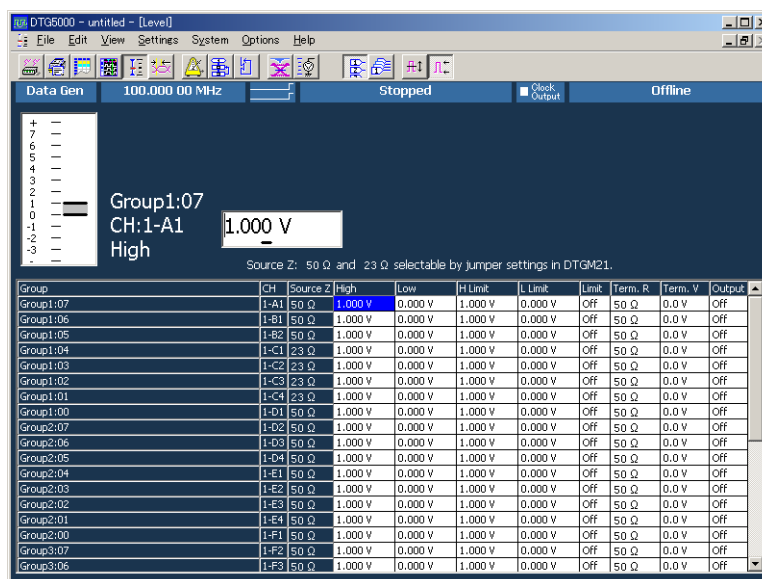 DTG5000 - untitled - [Level]
File Edit View Settings System Options Help
Data Gen 100.000 00 MHz Stopped Clock Output Offline
+
7
6
5
4
3
2
1
0
-1
-2
-3
-
Group1:07
CH:1-A1
High
1.000 V
Source Z: 50 Ω and 23 Ω selectable by jumper settings in DTGM21.
Group CH Source Z High Low H Limit L Limit Limit Term. R Term. V Output
Group1:07 1-A1 50 Ω 1.000 V 0.000 V 1.000 V 0.000 V Off 50 Ω 0.0 V Off
Group1:06 1-B1 50 Ω 1.000 V 0.000 V 1.000 V 0.000 V Off 50 Ω 0.0 V Off
Group1:05 1-B2 50 Ω 1.000 V 0.000 V 1.000 V 0.000 V Off 50 Ω 0.0 V Off
Group1:04 1-C1 23 Ω 1.000 V 0.000 V 1.000 V 0.000 V Off 50 Ω 0.0 V Off
Group1:03 1-C2 23 Ω 1.000 V 0.000 V 1.000 V 0.000 V Off 50 Ω 0.0 V Off
Group1:02 1-C3 23 Ω 1.000 V 0.000 V 1.000 V 0.000 V Off 50 Ω 0.0 V Off
Group1:01 1-C4 23 Ω 1.000 V 0.000 V 1.000 V 0.000 V Off 50 Ω 0.0 V Off
Group1:00 1-D1 50 Ω 1.000 V 0.000 V 1.000 V 0.000 V Off 50 Ω 0.0 V Off
Group2:07 1-D2 50 Ω 1.000 V 0.000 V 1.000 V 0.000 V Off 50 Ω 0.0 V Off
Group2:06 1-D3 50 Ω 1.000 V 0.000 V 1.000 V 0.000 V Off 50 Ω 0.0 V Off
Group2:05 1-D4 50 Ω 1.000 V 0.000 V 1.000 V 0.000 V Off 50 Ω 0.0 V Off
Group2:04 1-E1 50 Ω 1.000 V 0.000 V 1.000 V 0.000 V Off 50 Ω 0.0 V Off
Group2:03 1-E2 50 Ω 1.000 V 0.000 V 1.000 V 0.000 V Off 50 Ω 0.0 V Off
Group2:02 1-E3 50 Ω 1.000 V 0.000 V 1.000 V 0.000 V Off 50 Ω 0.0 V Off
Group2:01 1-E4 50 Ω 1.000 V 0.000 V 1.000 V 0.000 V Off 50 Ω 0.0 V Off
Group2:00 1-F1 50 Ω 1.000 V 0.000 V 1.000 V 0.000 V Off 50 Ω 0.0 V Off
Group3:07 1-F2 50 Ω 1.000 V 0.000 V 1.000 V 0.000 V Off 50 Ω 0.0 V Off
Group3:06 1-F3 50 Ω 1.000 V 0.000 V 1.000 V 0.000 V Off 50 Ω 0.0 V Off